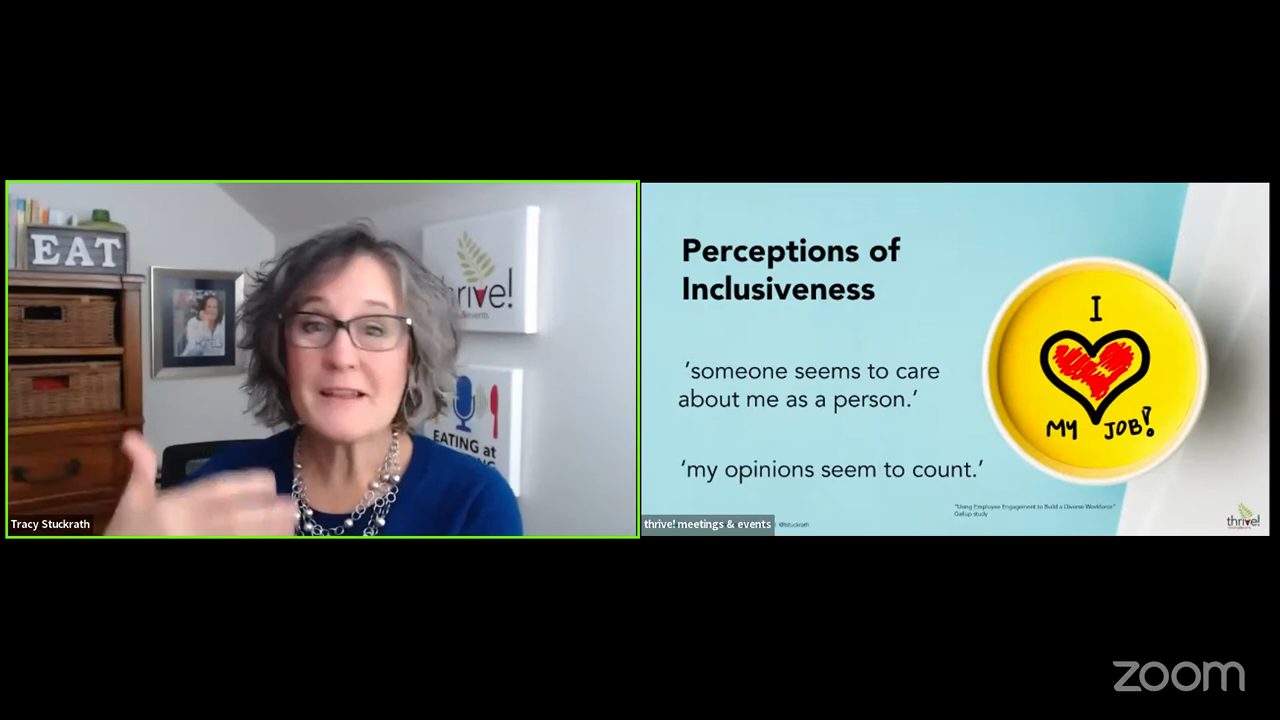 EAT
HOTELS
thrive!
EATING at
Tracy Stuckrath
Perceptions of
Inclusiveness
'someone seems to care
about me as a person.'
'my opinions seem to count.'
I
MY JOB!
"Using Employee Engagement to Build a Diverse Workforce"
Gallup study
thrive! meetings & events
@tstuckrath
thrive!
zoom